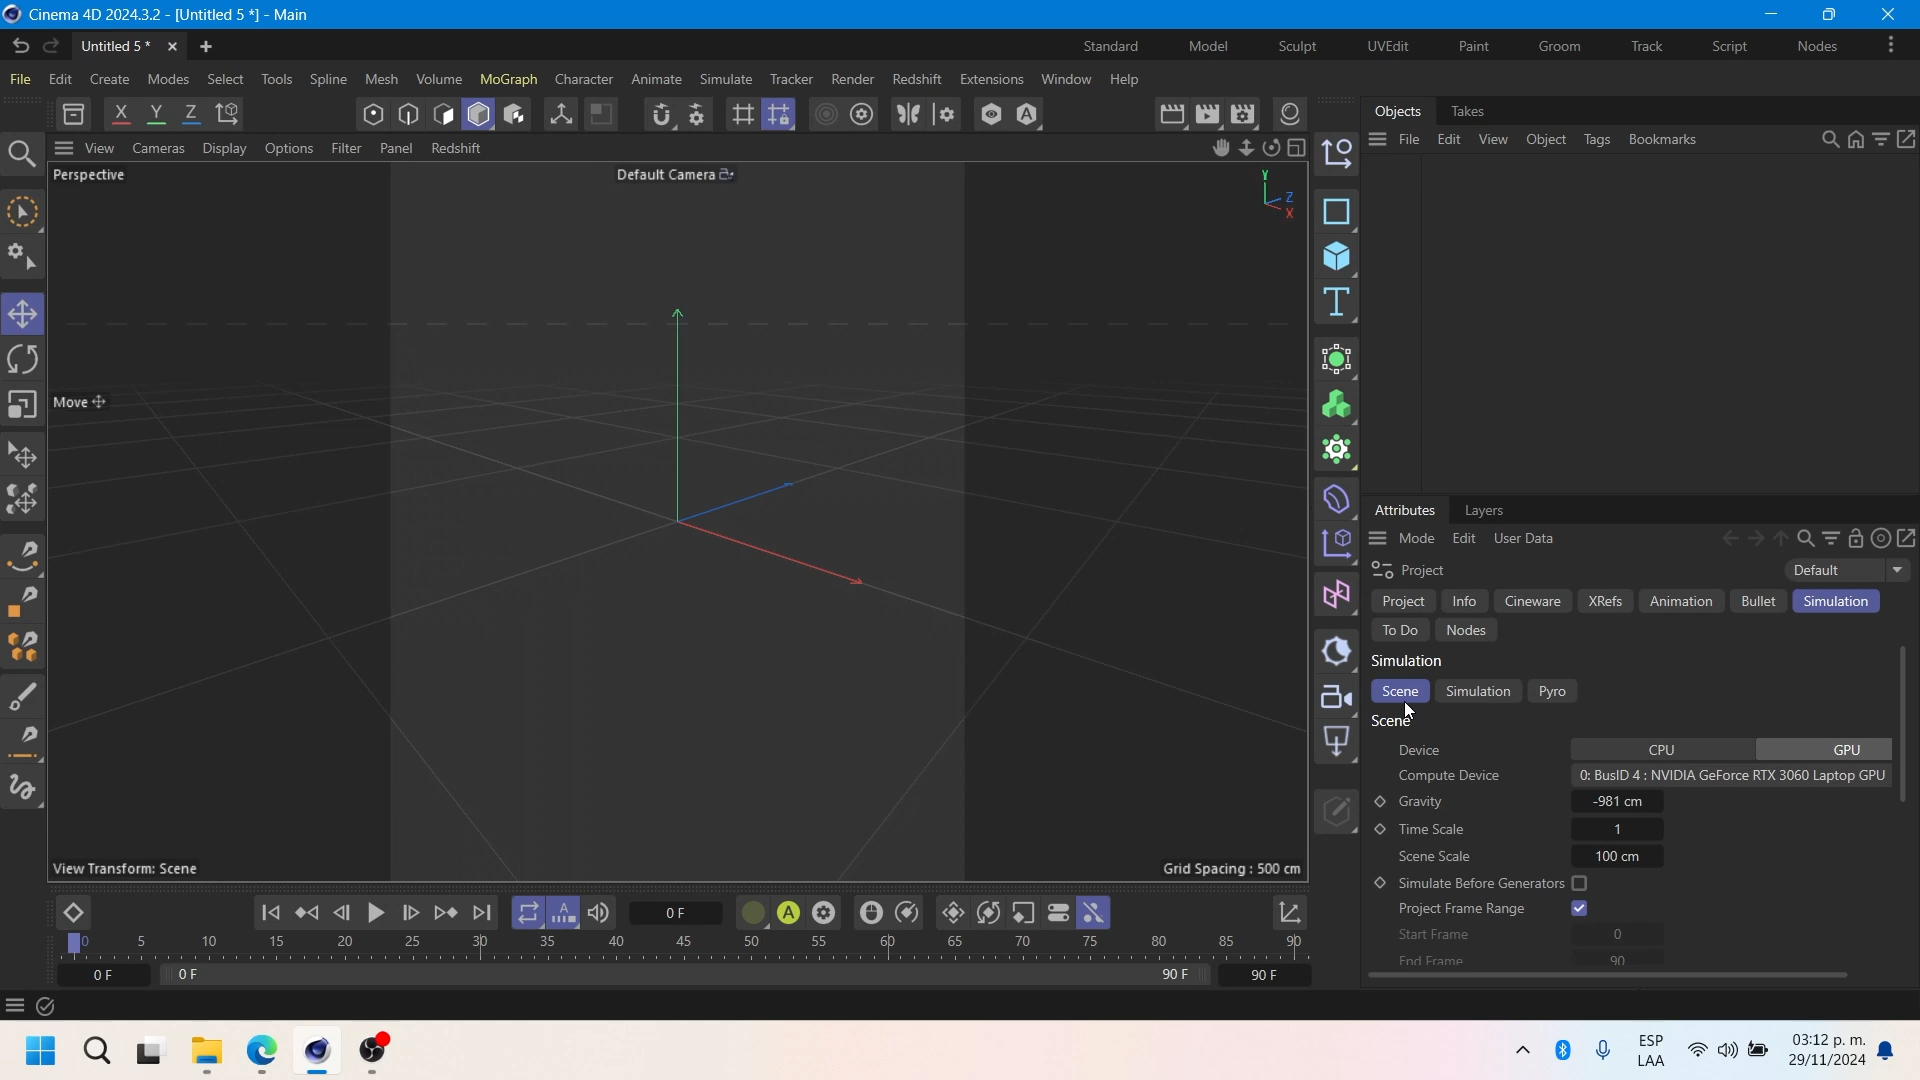 Cinema 4D 2024.3.2 - [Untitled 5 *] - Main
Untitled 5 *
Standard Model Sculpt UVEdit Paint Groom Track Script Nodes
File Edit Create Modes Select Tools Spline Mesh Volume MoGraph Character Animate Simulate Tracker Render Redshift Extensions Window Help
X Y Z
Objects Takes
File Edit View Object Tags Bookmarks
View Cameras Display Options Filter Panel Redshift
Perspective
Default Camera
Y
Z
X
Move
View Transform: Scene
Grid Spacing : 500 cm
Attributes Layers
Mode Edit User Data
Project
Default
Project Info Cineware XRefs Animation Bullet Simulation
To Do Nodes
Simulation
Scene Simulation Pyro
Scene
Device CPU GPU
Compute Device 0: BusID 4 : NVIDIA GeForce RTX 3060 Laptop GPU
Gravity -981 cm
Time Scale 1
Scene Scale 100 cm
Simulate Before Generators
Project Frame Range
Start Frame 0
End Frame 90
0 F
0 5 10 15 20 25 30 35 40 45 50 55 60 65 70 75 80 85 90
0 F 0 F 90 F 90 F
ESP
LAA
03:12 p. m.
29/11/2024